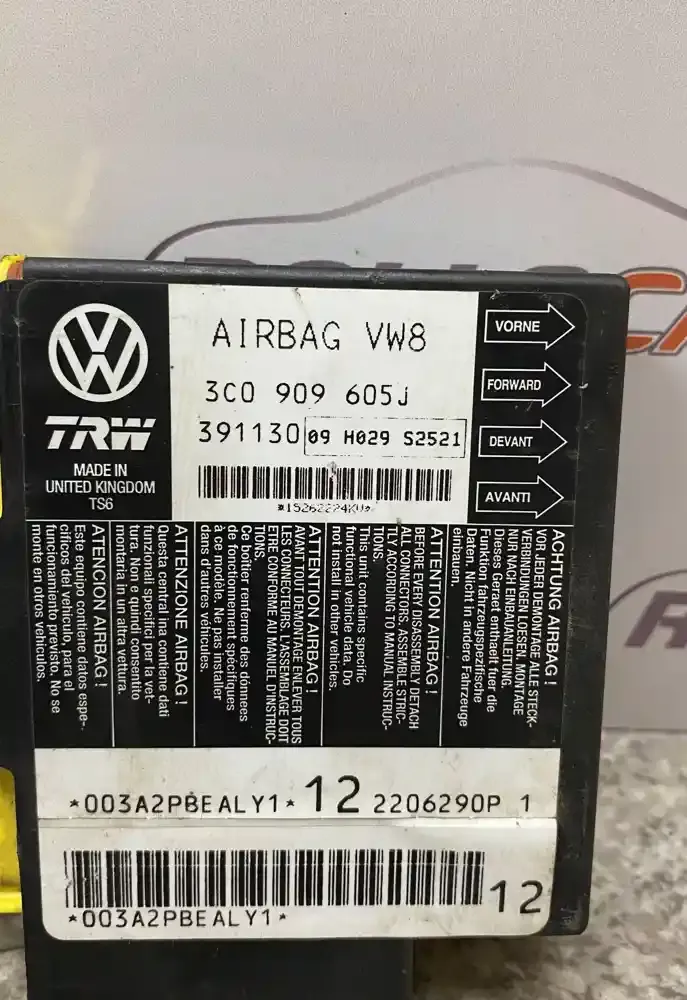 AIRBAG VW8
3C0 909 605J
391130 09 H029 S2521
*15262224KV*
VW
TRW
MADE IN
UNITED KINGDOM
TS6
VORNE
FORWARD
DEVANT
AVANTI
ACHTUNG AIRBAG !
VOR JEDER DEMONTAGE ALLE STECK-
VERBINDUNGEN LOESEN. MONTAGE
NUR NACH EINBAUANLEITUNG.
Dieses Geraet enthaelt fuer die
Funktion fahrzeugspezifische
Daten. Nicht in andere Fahrzeuge
einbauen.
ATTENTION AIRBAG !
BEFORE EVERY DISASSEMBLY DETACH
ALL CONNECTORS. ASSEMBLE STRIC-
TLY ACCORDING TO MANUAL INSTRUC-
TIONS.
This unit contains specific
functional vehicle data. Do
not install in other vehicles.
ATTENTION AIRBAG !
AVANT TOUT DEMONTAGE ENLEVER TOUS
LES CONNECTEURS. L'ASSEMBLAGE DOIT
ETRE CONFORME AU MANUEL D'INSTRUC-
TIONS.
Ce boîtier renferme des données
de fonctionnement spécifiques
à ce modèle. Ne pas installer
dans d'autres véhicules.
ATTENZIONE AIRBAG !
Questa central ina contiene dati
funzionali specifici per la vet-
tura. Non e quindi consentito
montaria in un altra vettura.
ATENCION AIRBAG !
Este equipo contiene datos espe-
cíficos del vehículo, para el
funcionamiento previsto. No se
monte en otros vehículos.
*003A2PBEALY1* 12 2206290P 1
*003A2PBEALY1* 12